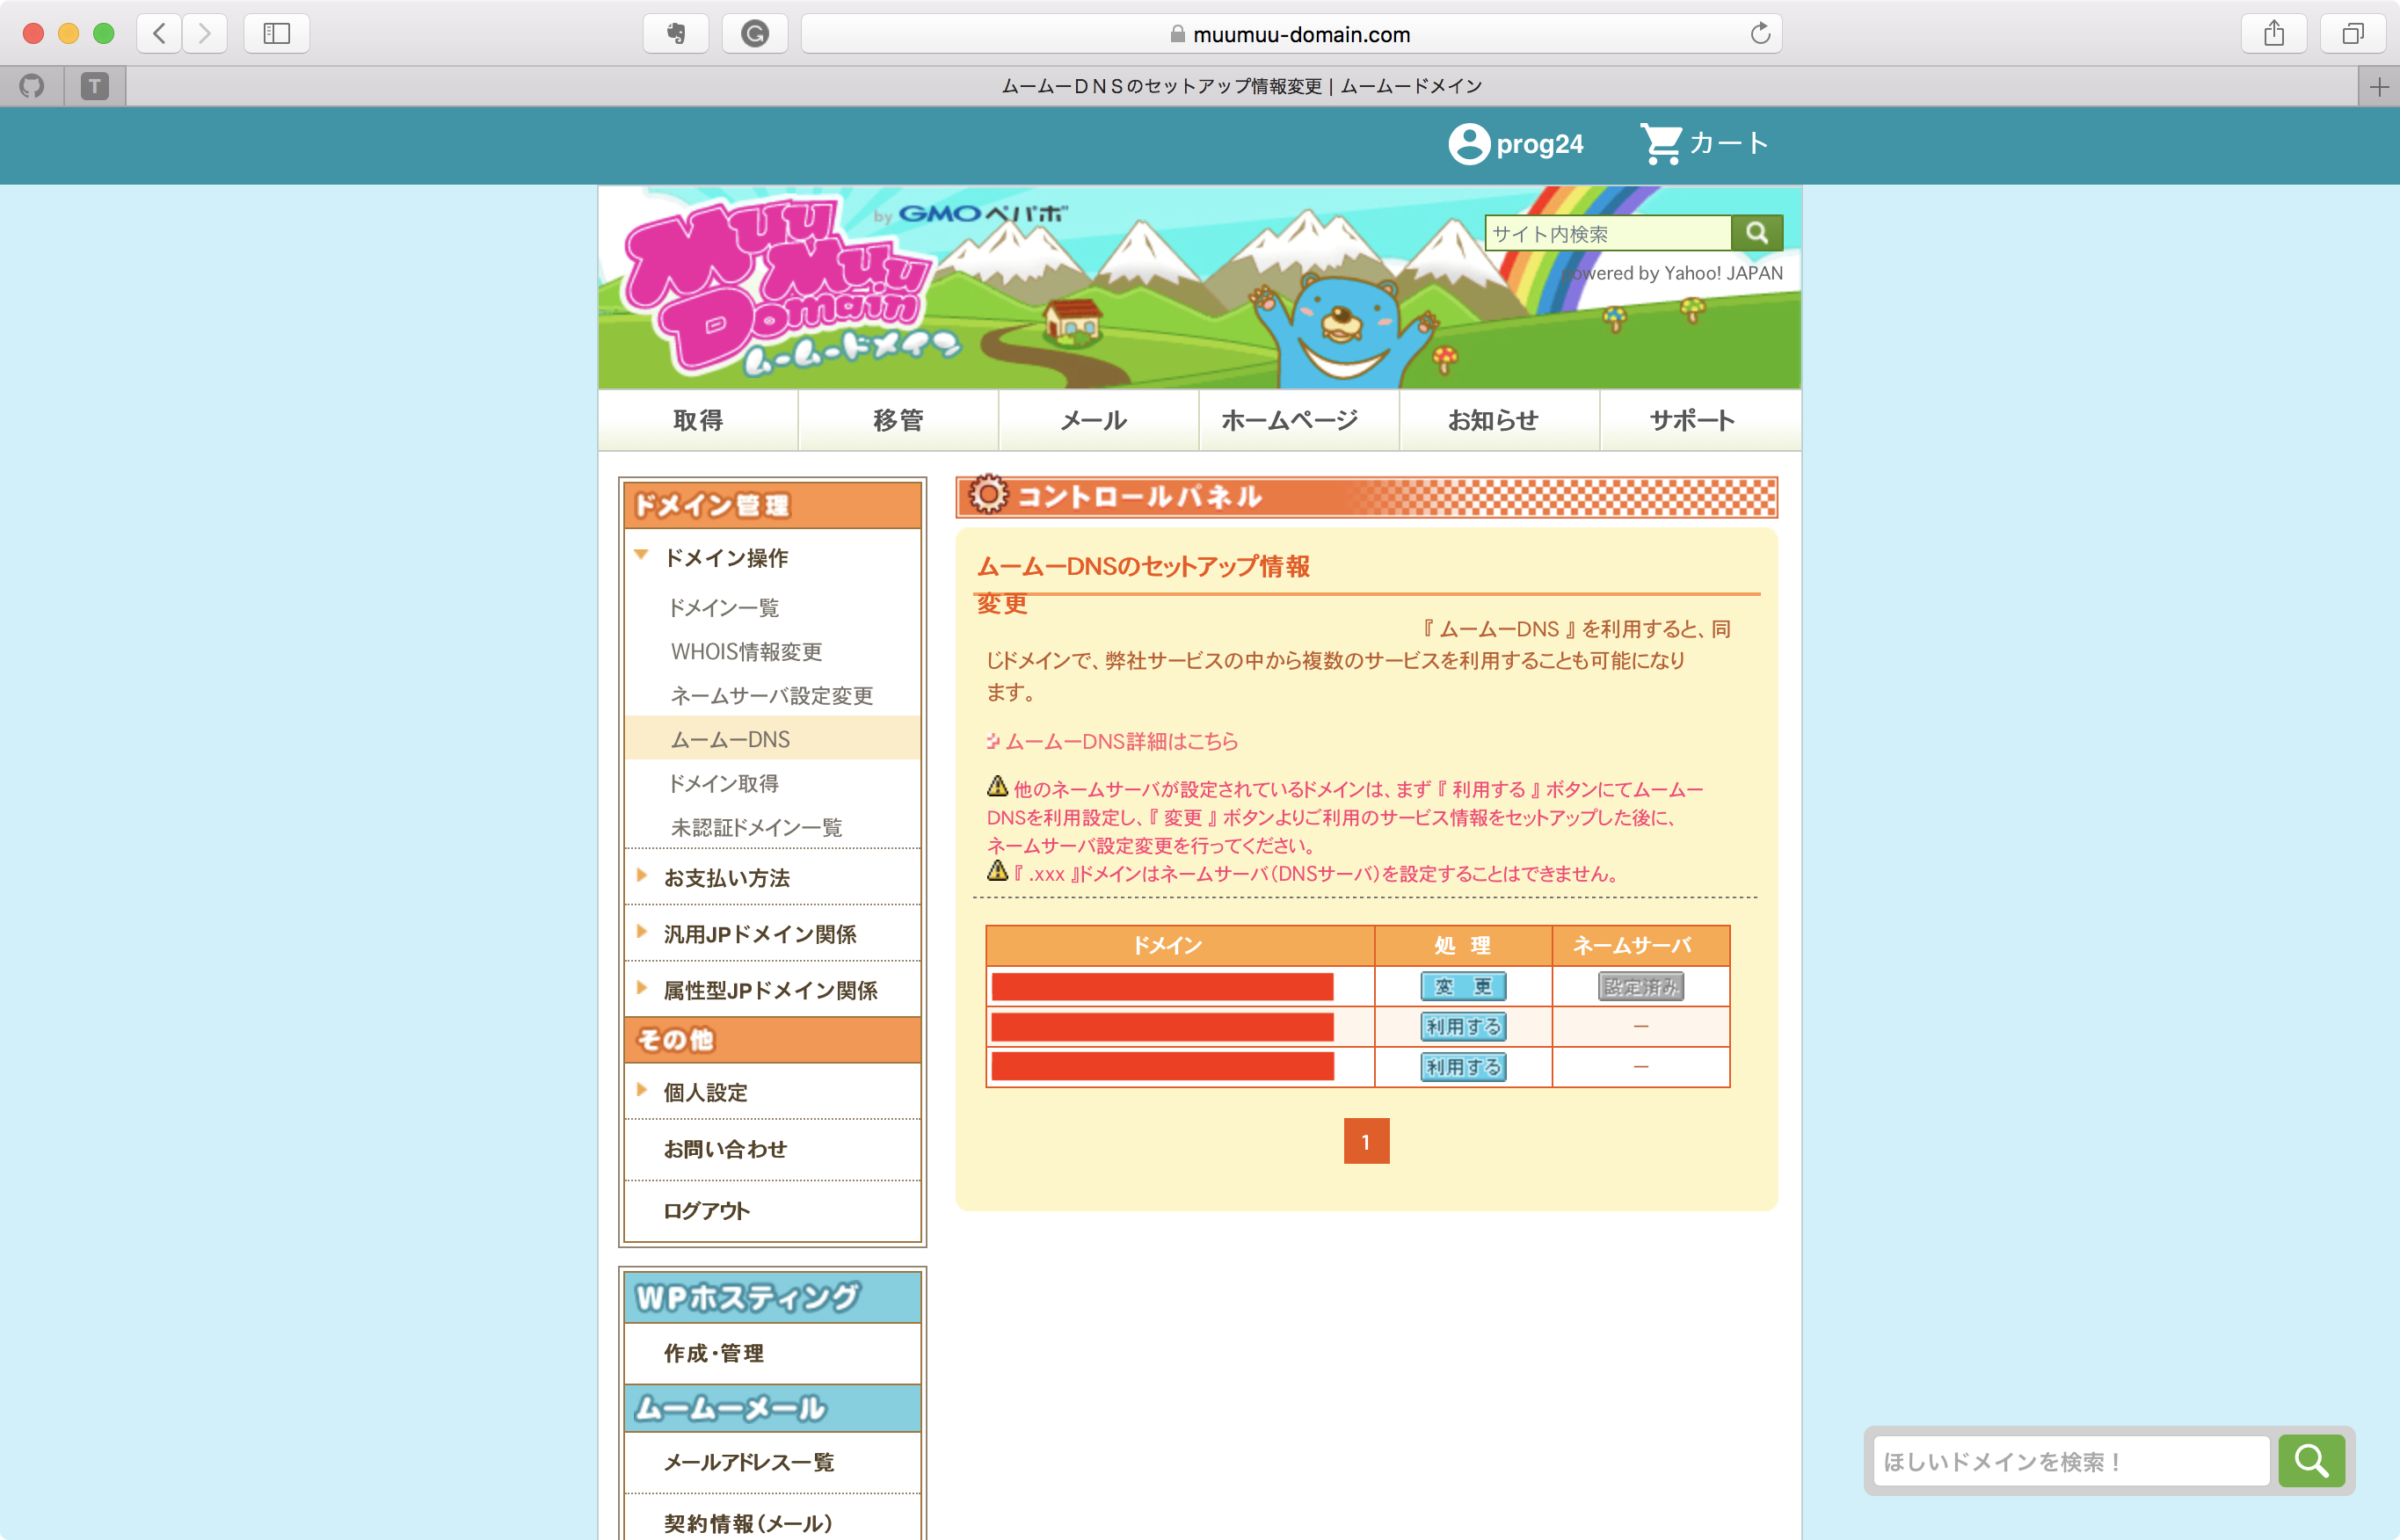 muumuu-domain.com
T
ムームーＤＮＳのセットアップ情報変更 | ムームードメイン
prog24
カート
MuuMuu Domain
ムームードメイン
by GMOペパボ
サイト内検索
powered by Yahoo! JAPAN
取得
移管
メール
ホームページ
お知らせ
サポート
ドメイン管理
ドメイン操作
ドメイン一覧
WHOIS情報変更
ネームサーバ設定変更
ムームーDNS
ドメイン取得
未認証ドメイン一覧
お支払い方法
汎用JPドメイン関係
属性型JPドメイン関係
その他
個人設定
お問い合わせ
ログアウト
WPホスティング
作成・管理
ムームーメール
メールアドレス一覧
契約情報（メール）
コントロールパネル
ムームーDNSのセットアップ情報
変更
『 ムームーDNS 』を利用すると、同
じドメインで、弊社サービスの中から複数のサービスを利用することも可能になり
ます。
ムームーDNS詳細はこちら
他のネームサーバが設定されているドメインは、まず『 利用する 』 ボタンにてムームー
DNSを利用設定し、『 変更 』 ボタンよりご利用のサービス情報をセットアップした後に、
ネームサーバ設定変更を行ってください。
『 .xxx 』ドメインはネームサーバ（DNSサーバ）を設定することはできません。
ドメイン 処 理 ネームサーバ
変 更 設定済み
利用する －
利用する －
1
ほしいドメインを検索！